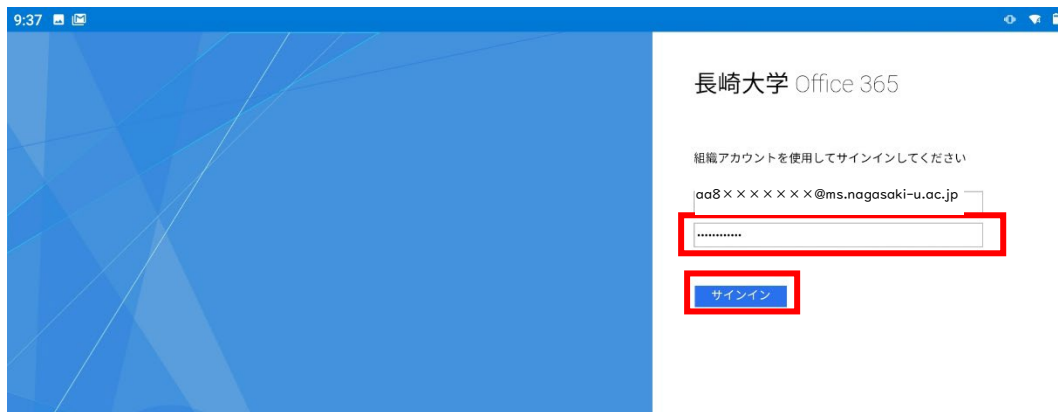 9:37
長崎大学 Office 365
組織アカウントを使用してサインインしてください
aa8×××××××@ms.nagasaki-u.ac.jp
••••••••••••
サインイン